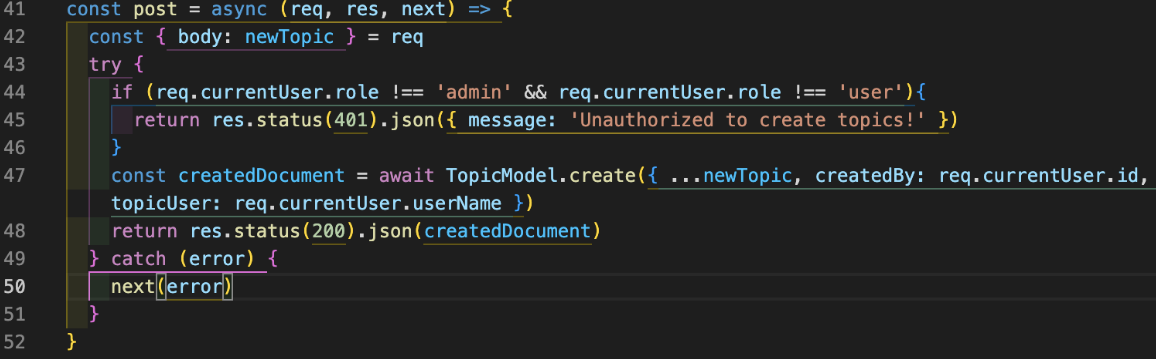 41 const post = async (req, res, next) => {
42 const { body: newTopic } = req
43 try {
44 if (req.currentUser.role !== 'admin' && req.currentUser.role !== 'user'){
45 return res.status(401).json({ message: 'Unauthorized to create topics!' })
46 }
47 const createdDocument = await TopicModel.create({ ...newTopic, createdBy: req.currentUser.id,
topicUser: req.currentUser.userName })
48 return res.status(200).json(createdDocument)
49 } catch (error) {
50 next(error)
51 }
52 }